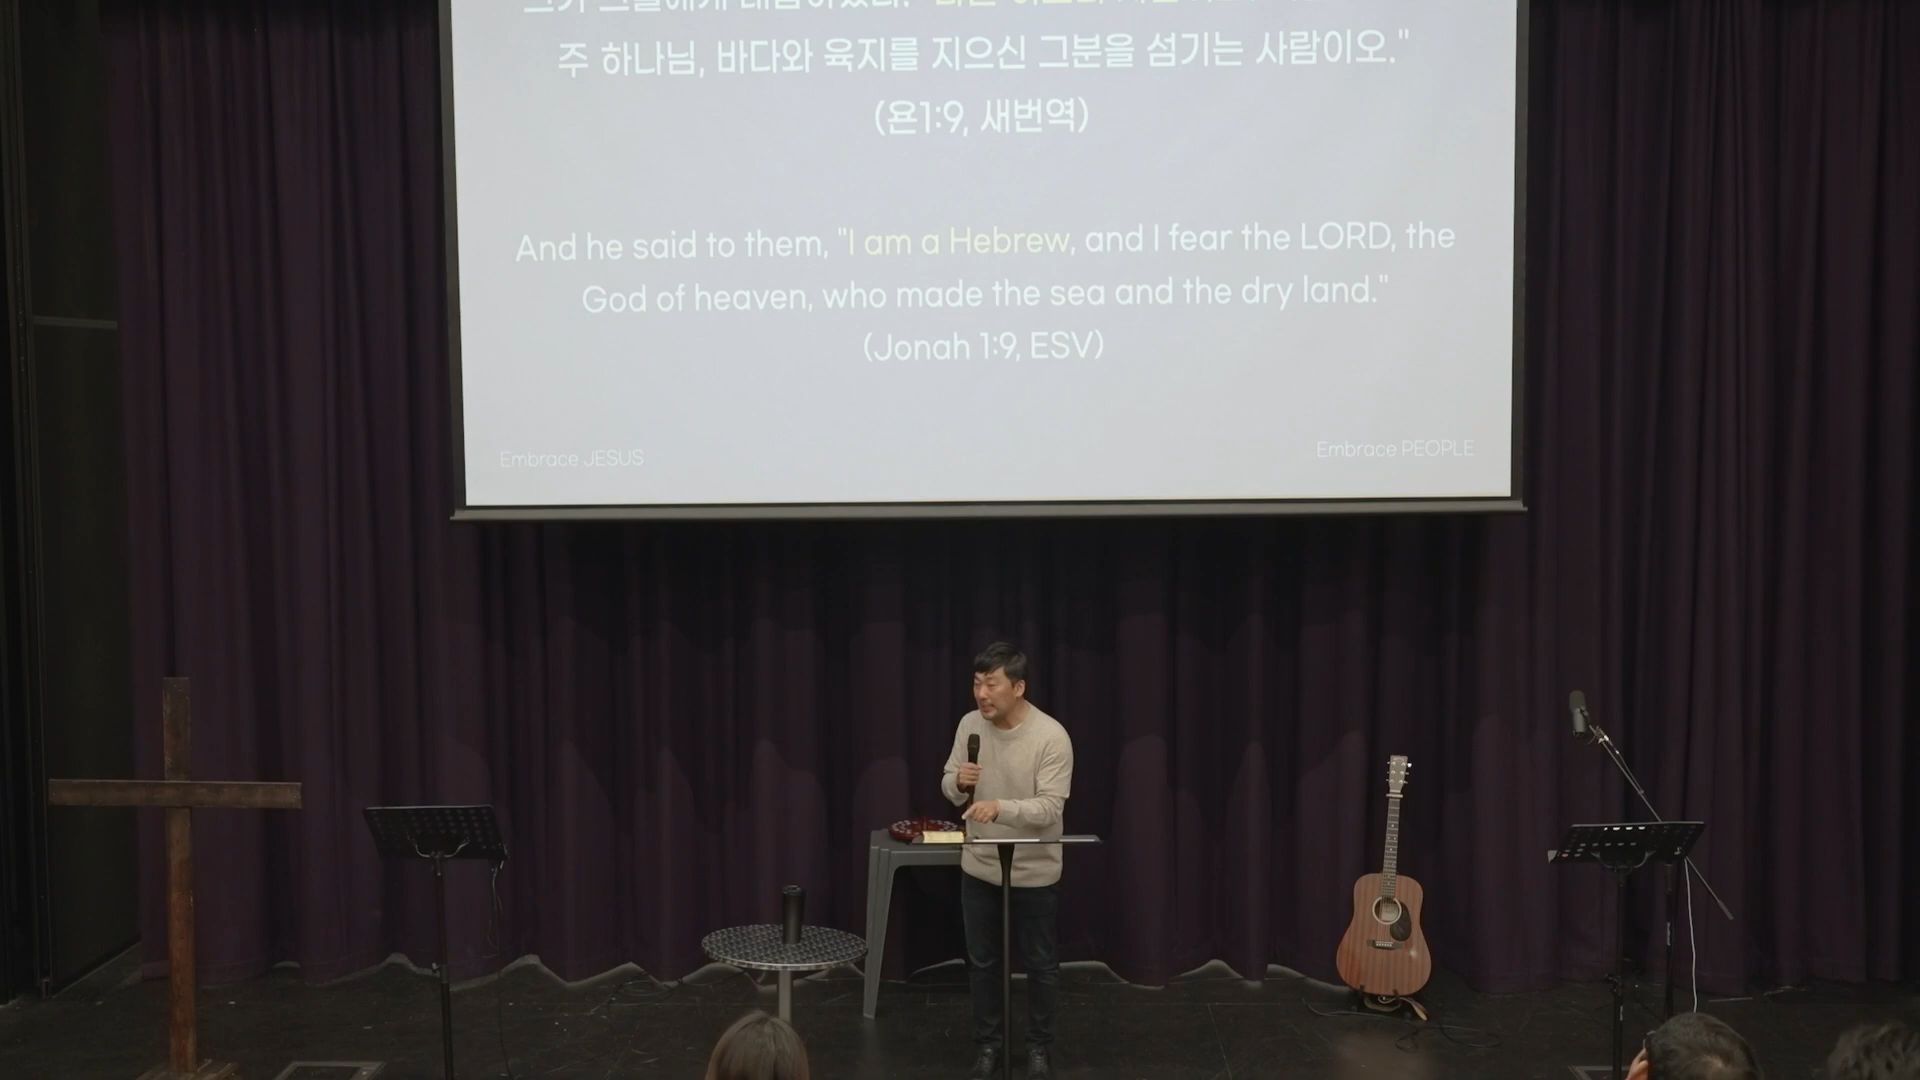 주 하나님, 바다와 육지를 지으신 그분을 섬기는 사람이오."
(욘1:9, 새번역)
And he said to them, "I am a Hebrew, and I fear the LORD, the
God of heaven, who made the sea and the dry land."
(Jonah 1:9, ESV)
Embrace JESUS
Embrace PEOPLE